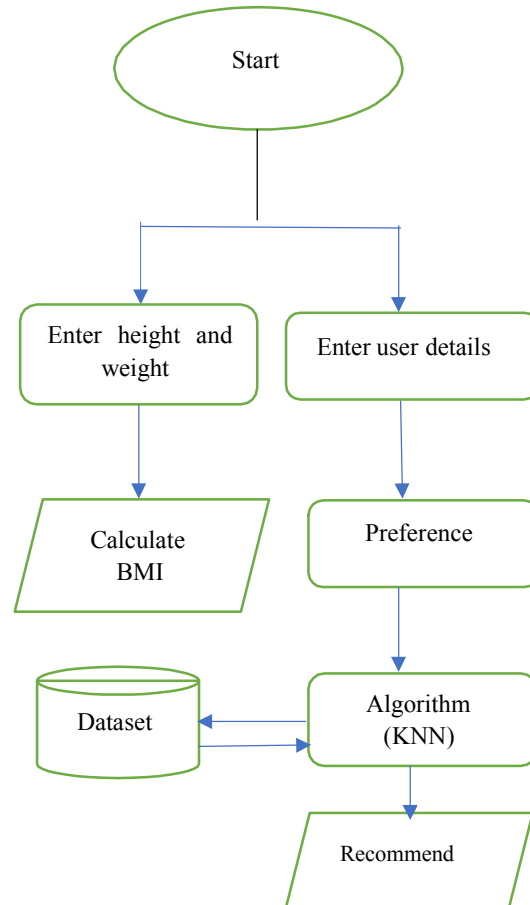 Start
Enter height and
weight
Enter user details
Calculate
BMI
Preference
Dataset
Algorithm
(KNN)
Recommend